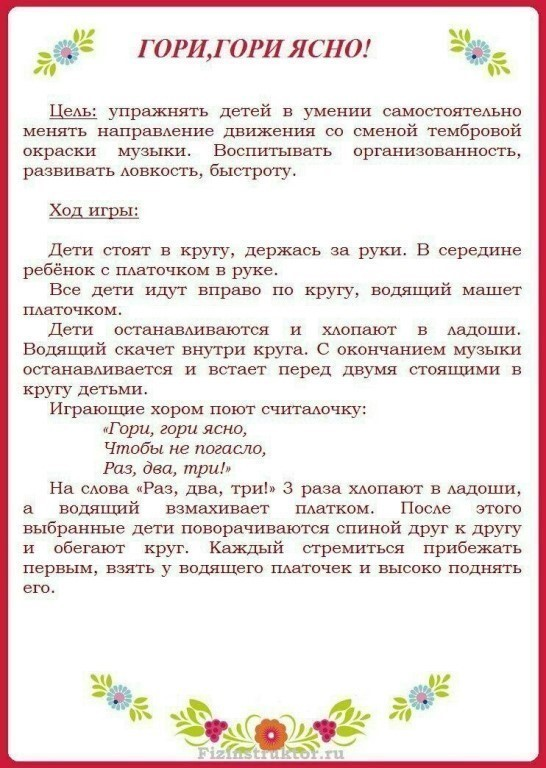 ГОРИ,ГОРИ ЯСНО!
Цель: упражнять детей в умении самостоятельно
менять направление движения со сменой тембровой
окраски музыки. Воспитывать организованность,
развивать ловкость, быстроту.
Ход игры:
Дети стоят в кругу, держась за руки. В середине
ребёнок с платочком в руке.
Все дети идут вправо по кругу, водящий машет
платочком.
Дети останавливаются и хлопают в ладоши.
Водящий скачет внутри круга. С окончанием музыки
останавливается и встает перед двумя стоящими в
кругу детьми.
Играющие хором поют считалочку:
«Гори, гори ясно,
Чтобы не погасло,
Раз, два, три!»
На слова «Раз, два, три!» 3 раза хлопают в ладоши,
а водящий взмахивает платком. После этого
выбранные дети поворачиваются спиной друг к другу
и обегают круг. Каждый стремиться прибежать
первым, взять у водящего платочек и высоко поднять
его.
Fizinstruktor.ru